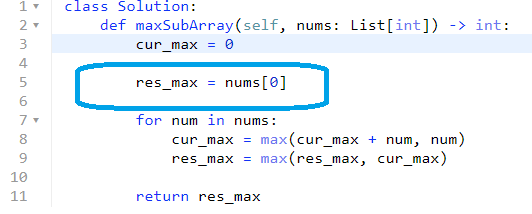 1 class Solution:
2     def maxSubArray(self, nums: List[int]) -> int:
3         cur_max = 0
4
5         res_max = nums[0]
6
7         for num in nums:
8             cur_max = max(cur_max + num, num)
9             res_max = max(res_max, cur_max)
10
11         return res_max